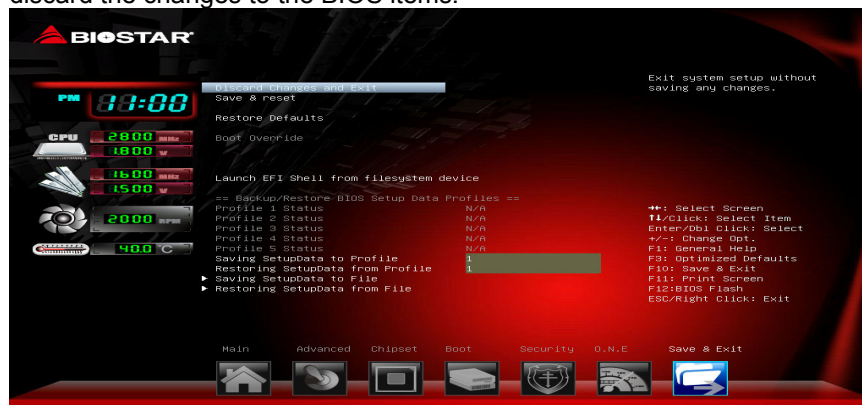 discard the changes to the BIOS items.
BIOSTAR
Exit system setup without
saving any changes.
Discard Changes and Exit
Save & reset
Restore Defaults
Boot Override
Launch EFI Shell from filesystem device
== Backup/Restore BIOS Setup Data Profiles ==
Profile 1 Status N/A
Profile 2 Status N/A
Profile 3 Status N/A
Profile 4 Status N/A
Profile 5 Status N/A
Saving SetupData to Profile 1
Restoring SetupData from Profile 1
► Saving SetupData to File
► Restoring SetupData from File
PM 11:00
CPU 2800 MHz
1.800 V
1600 MHz
1.500 V
2000 RPM
40.0 °C
→←: Select Screen
↑↓/Click: Select Item
Enter/Dbl Click: Select
+/-: Change Opt.
F1: General Help
F3: Optimized Defaults
F10: Save & Exit
F11: Print Screen
F12:BIOS Flash
ESC/Right Click: Exit
Main Advanced Chipset Boot Security O.N.E Save & Exit